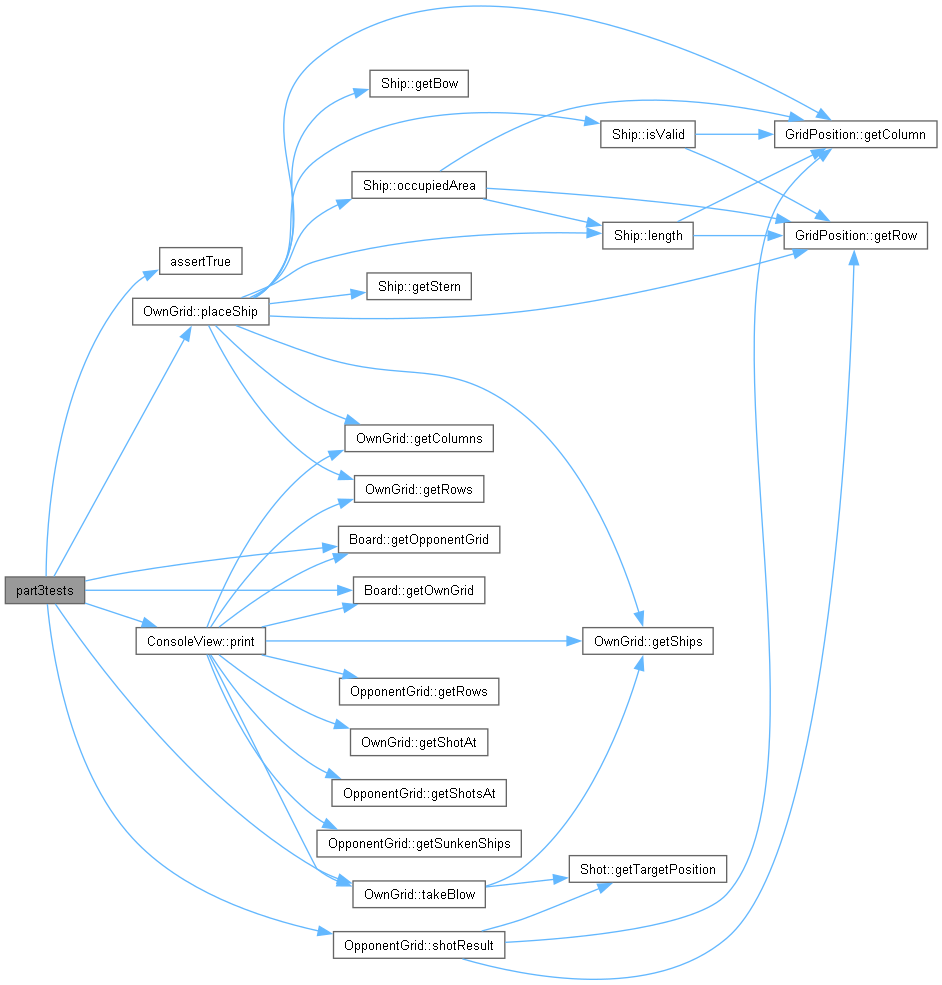 Ship::getBow
Ship::isValid
GridPosition::getColumn
Ship::occupiedArea
Ship::length
GridPosition::getRow
assertTrue
Ship::getStern
OwnGrid::placeShip
OwnGrid::getColumns
OwnGrid::getRows
Board::getOpponentGrid
part3tests
Board::getOwnGrid
ConsoleView::print
OwnGrid::getShips
OpponentGrid::getRows
OwnGrid::getShotAt
OpponentGrid::getShotsAt
OpponentGrid::getSunkenShips
Shot::getTargetPosition
OwnGrid::takeBlow
OpponentGrid::shotResult